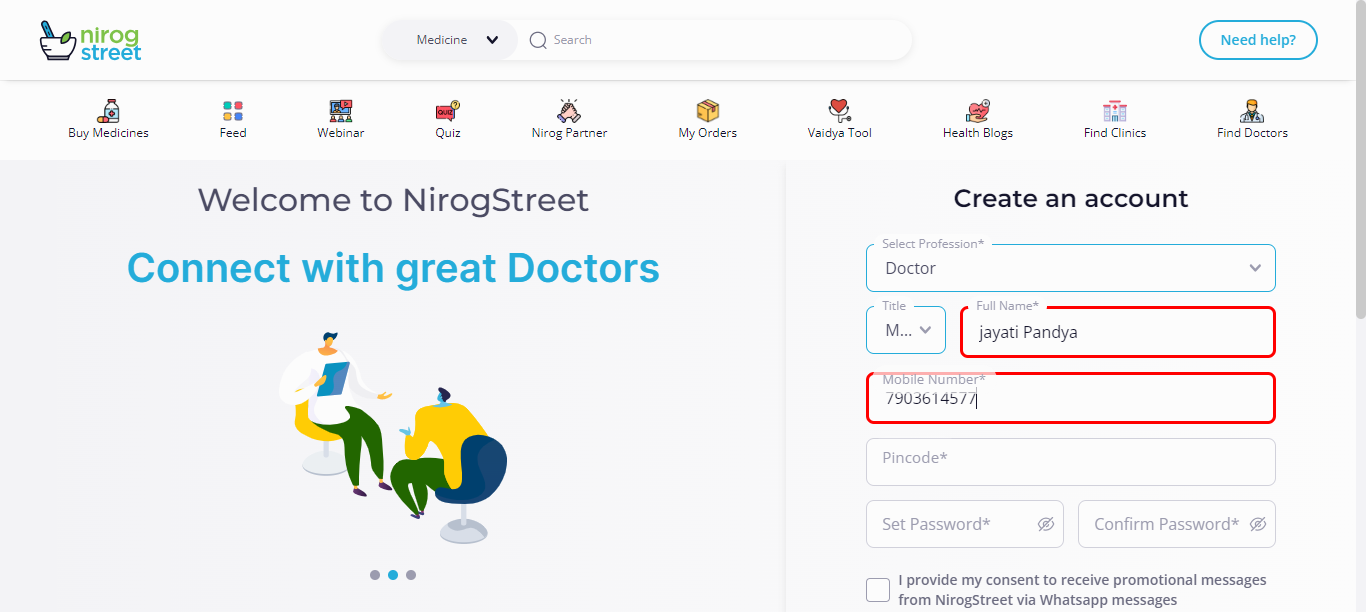 nirog
street
Medicine
Search
Need help?
Buy Medicines
Feed
QUIZ
?
Webinar
Quiz
Nirog Partner
My Orders
Vaidya Tool
Health Blogs
Find Clinics
Find Doctors
Welcome to NirogStreet
Connect with great Doctors
Create an account
Select Profession*
Doctor
Title
M...
Full Name*
jayati Pandya
Mobile Number*
7903614577
Pincode*
Set Password*
Confirm Password*
I provide my consent to receive promotional messages
from NirogStreet via Whatsapp messages